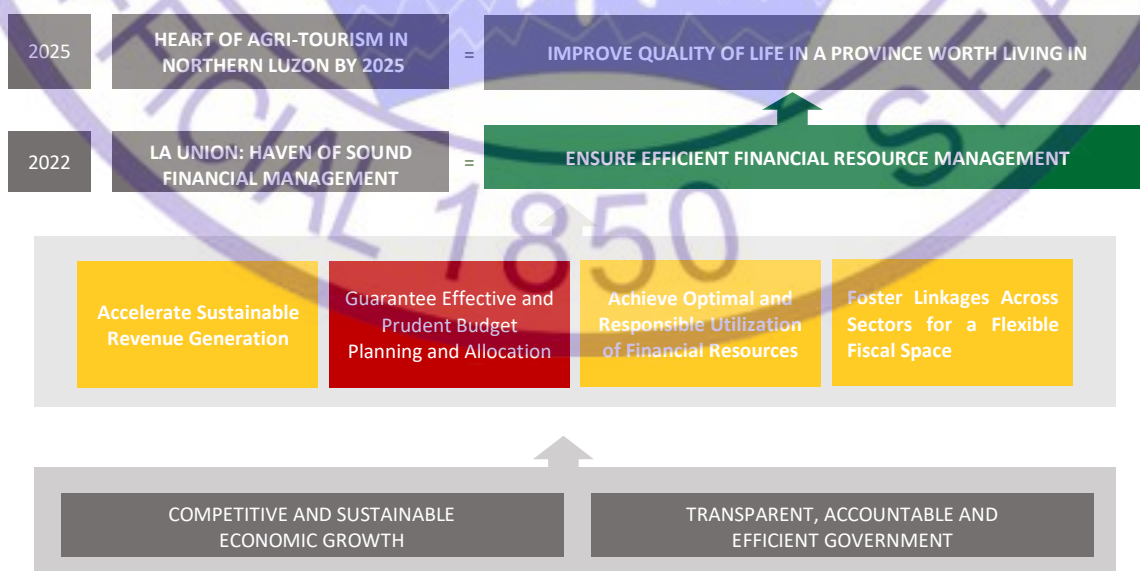 2025
HEART OF AGRI-TOURISM IN
NORTHERN LUZON BY 2025
=
IMPROVE QUALITY OF LIFE IN A PROVINCE WORTH LIVING IN
2022
LA UNION: HAVEN OF SOUND
FINANCIAL MANAGEMENT
=
ENSURE EFFICIENT FINANCIAL RESOURCE MANAGEMENT
Accelerate Sustainable
Revenue Generation
Guarantee Effective and
Prudent Budget
Planning and Allocation
Achieve Optimal and
Responsible Utilization
of Financial Resources
Foster Linkages Across
Sectors for a Flexible
Fiscal Space
COMPETITIVE AND SUSTAINABLE
ECONOMIC GROWTH
TRANSPARENT, ACCOUNTABLE AND
EFFICIENT GOVERNMENT
FICIAL
1850
SE